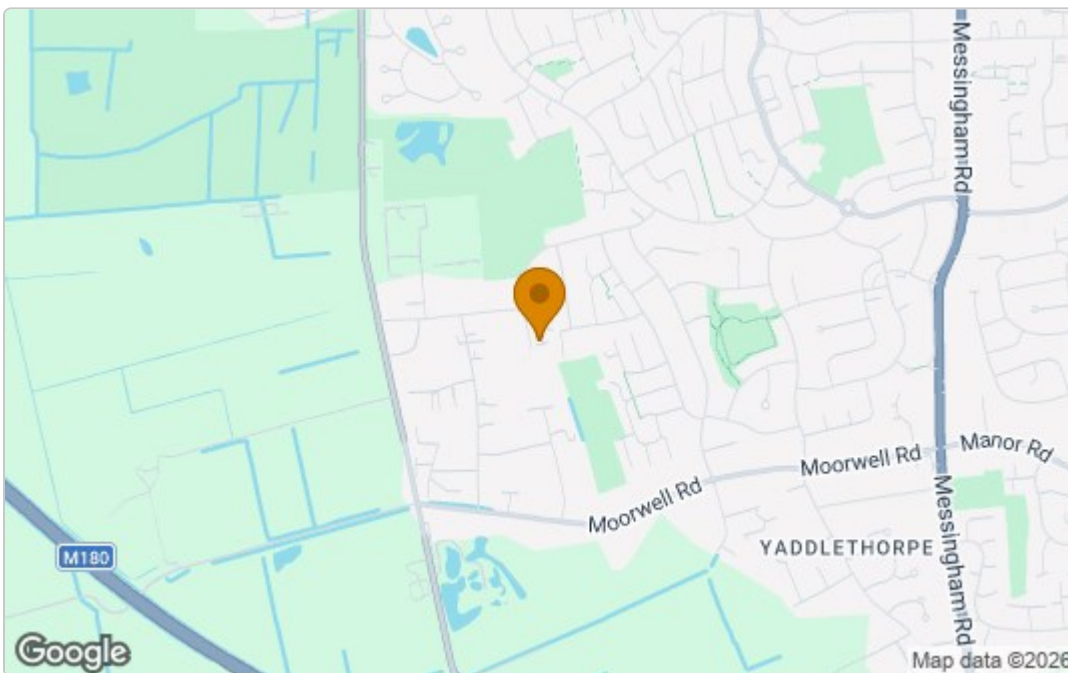 Messingham Rd
Moorwell Rd
Manor Rd
Moorwell Rd
M180
YADDLETHORPE
Messingham Rd
Google
Map data ©2026